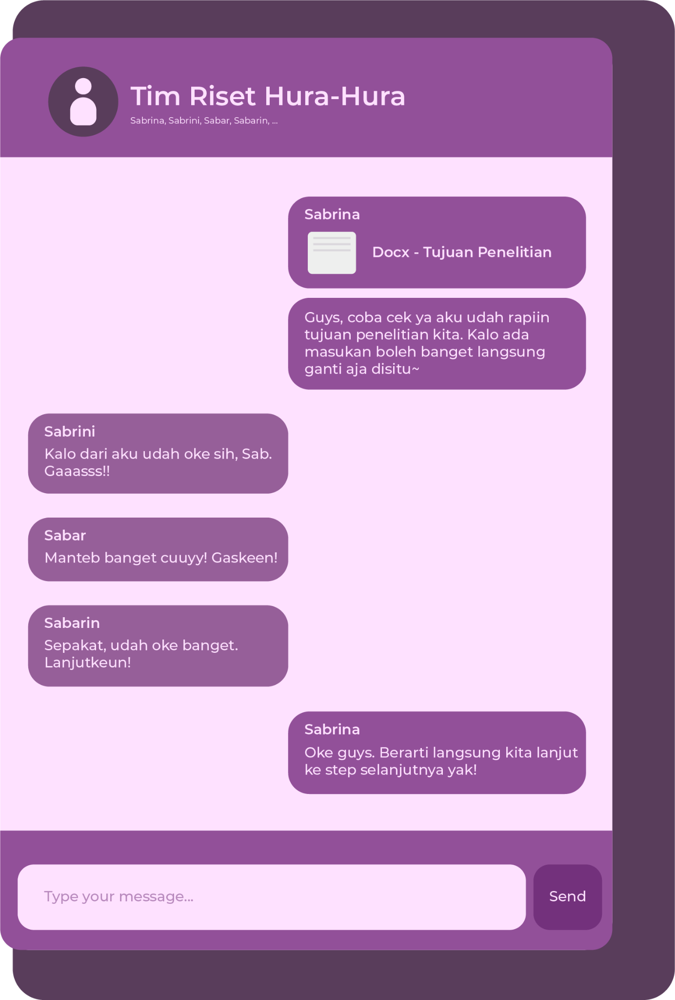 Tim Riset Hura-Hura
Sabrina, Sabrini, Sabar, Sabarin, ...
Sabrina
Docx - Tujuan Penelitian
Guys, coba cek ya aku udah rapiin
tujuan penelitian kita. Kalo ada
masukan boleh banget langsung
ganti aja disitu~
Sabrini
Kalo dari aku udah oke sih, Sab.
Gaaasss!!
Sabar
Manteb banget cuuyy! Gaskeen!
Sabarin
Sepakat, udah oke banget.
Lanjutkeun!
Sabrina
Oke guys. Berarti langsung kita lanjut
ke step selanjutnya yak!
Type your message...
Send